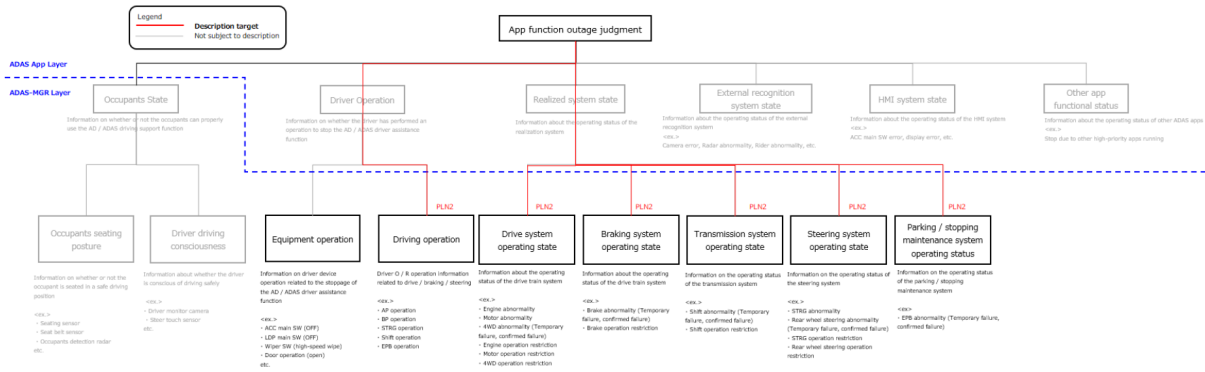 Legend
Description target
Not subject to description
App function outage judgment
ADAS App Layer
ADAS-MGR Layer
Occupants State
Information on whether or not the occupants can properly
use the AD / ADAS driving support function
Driver Operation
Information on whether the driver has performed an
operation to stop the AD / ADAS driver assistance
function
Realized system state
Information about the operating status of the
realization system
External recognition
system state
Information about the operating status of the external
recognition system
<ex.>
Camera error, Radar abnormality, Rider abnormality, etc.
HMI system state
Information about the operating status of the HMI system
<ex.>
ACC main SW error, display error, etc.
Other app
functional status
Information about the operating status of other ADAS apps
<ex.>
Stop due to other high-priority apps running
Occupants seating
posture
Information on whether or not the
occupant is seated in a safe driving
position
<ex.>
- Seating sensor
- Seat belt sensor
- Occupants detection radar
etc.
Driver driving
consciousness
Information about whether the driver
is conscious of driving safely
<ex.>
- Driver monitor camera
- Steer touch sensor
etc.
Equipment operation
Information on driver device
operation related to the stoppage of
the AD / ADAS driver assistance
function
<ex.>
- ACC main SW (OFF)
- LDP main SW (OFF)
- Wiper SW (high-speed wipe)
- Door operation (open)
etc.
PLN2
Driving operation
Driver O / R operation information
related to drive / braking / steering
<ex.>
- AP operation
- BP operation
- STRG operation
- Shift operation
- EPB operation
PLN2
Drive system
operating state
Information about the operating
status of the drive train system
<ex.>
- Engine abnormality
- Motor abnormality
- 4WD abnormality (Temporary
failure, confirmed failure)
- Engine operation restriction
- Motor operation restriction
- 4WD operation restriction
PLN2
Braking system
operating state
Information about the operating
status of the drive train system
<ex.>
- Brake abnormality (Temporary
failure, confirmed failure)
- Brake operation restriction
PLN2
Transmission system
operating state
Information on the operating status
of the transmission system
<ex.>
- Shift abnormality (Temporary
failure, confirmed failure)
- Shift operation restriction
PLN2
Steering system
operating state
Information on the operating status of
the steering system
<ex.>
- STRG abnormality
- Rear wheel steering abnormality
(Temporary failure, confirmed failure)
- STRG operation restriction
- Rear wheel steering operation
restriction
PLN2
Parking / stopping
maintenance system
operating status
Information on the operating status
of the parking / stopping
maintenance system
<ex>
- EPB abnormality (Temporary failure,
confirmed failure)